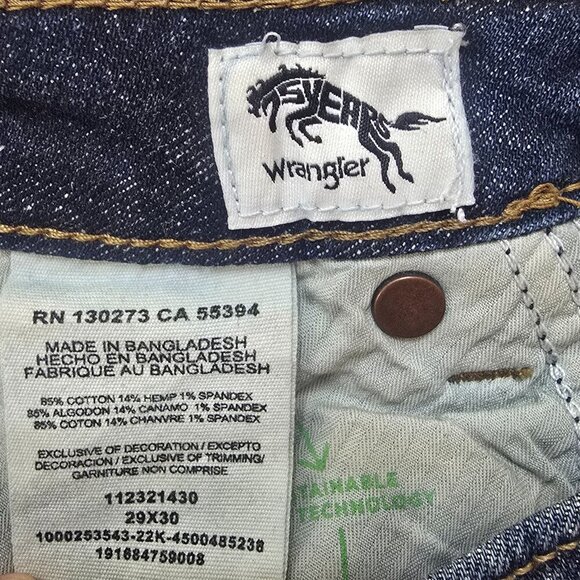 75 YEARS
Wrangler
RN 130273 CA 55394
MADE IN BANGLADESH
HECHO EN BANGLADESH
FABRIQUE AU BANGLADESH
85% COTTON 14% HEMP 1% SPANDEX
85% ALGODON 14% CANAMO 1% SPANDEX
85% COTON 14% CHANVRE 1% SPANDEX
EXCLUSIVE OF DECORATION / EXCEPTO
DECORACION / EXCLUSIVE OF TRIMMING/
GARNITURE NON COMPRISE
112321430
29X30
1000253543-22K-4500485238
191684759008
TAINABLE
TECHNOLOGY